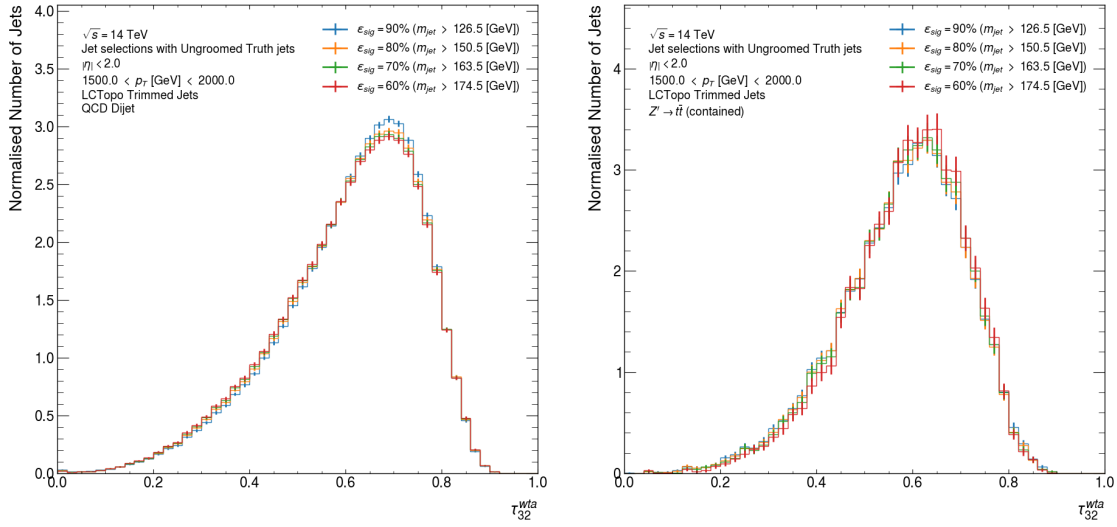 Normalised Number of Jets
4.0
3.5
3.0
2.5
2.0
1.5
1.0
0.5
0.0
√s = 14 TeV
Jet selections with Ungroomed Truth jets
|η| < 2.0
1500.0 < p_T [GeV] < 2000.0
LCTopo Trimmed Jets
QCD Dijet
ε_sig = 90% (m_jet > 126.5 [GeV])
ε_sig = 80% (m_jet > 150.5 [GeV])
ε_sig = 70% (m_jet > 163.5 [GeV])
ε_sig = 60% (m_jet > 174.5 [GeV])
0.0 0.2 0.4 0.6 0.8 1.0
τ_32^wta
Normalised Number of Jets
4
3
2
1
0
√s = 14 TeV
Jet selections with Ungroomed Truth jets
|η| < 2.0
1500.0 < p_T [GeV] < 2000.0
LCTopo Trimmed Jets
Z′ → tt̄ (contained)
ε_sig = 90% (m_jet > 126.5 [GeV])
ε_sig = 80% (m_jet > 150.5 [GeV])
ε_sig = 70% (m_jet > 163.5 [GeV])
ε_sig = 60% (m_jet > 174.5 [GeV])
0.0 0.2 0.4 0.6 0.8 1.0
τ_32^wta